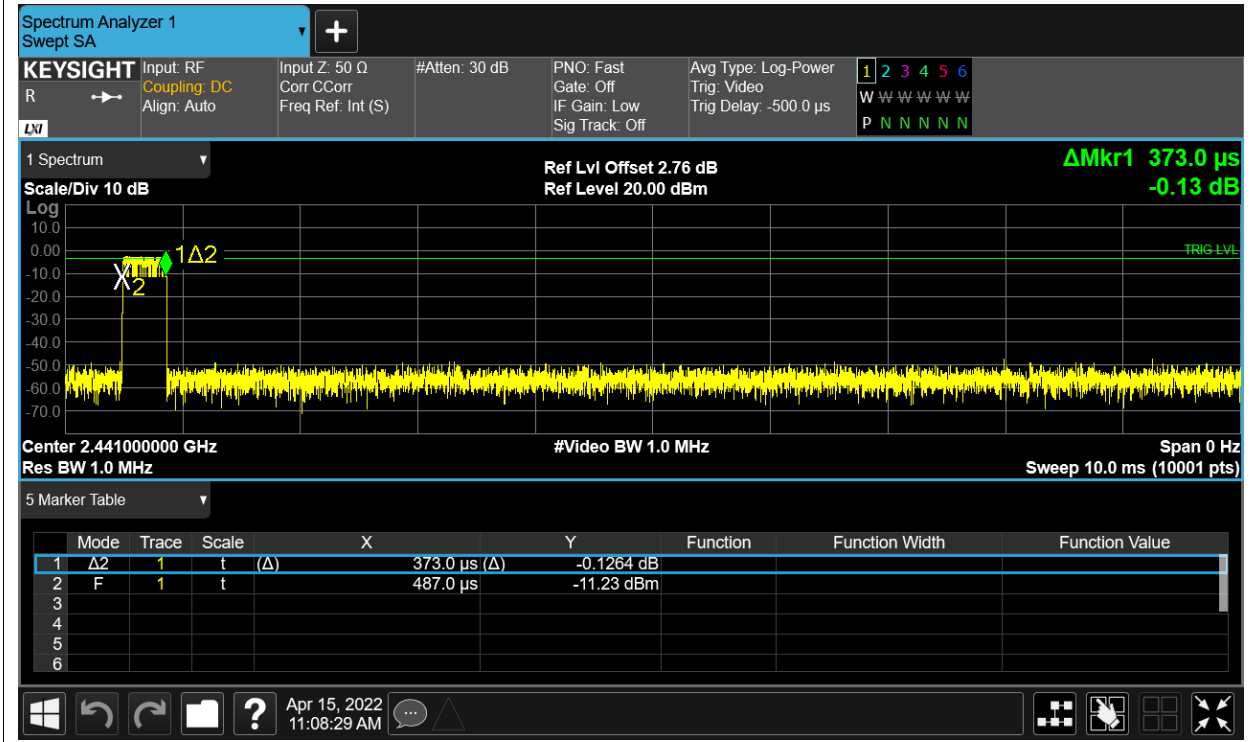 Spectrum Analyzer 1
Swept SA
KEYSIGHT
R
LXI
Input: RF
Coupling: DC
Align: Auto
Input Z: 50 Ω
Corr CCorr
Freq Ref: Int (S)
#Atten: 30 dB
PNO: Fast
Gate: Off
IF Gain: Low
Sig Track: Off
Avg Type: Log-Power
Trig: Video
Trig Delay: -500.0 µs
1 2 3 4 5 6
W W W W W W
P N N N N N
1 Spectrum
Scale/Div 10 dB
Log
Ref Lvl Offset 2.76 dB
Ref Level 20.00 dBm
ΔMkr1 373.0 µs
-0.13 dB
10.0
0.00
-10.0
-20.0
-30.0
-40.0
-50.0
-60.0
-70.0
1Δ2
X2
TRIG LVL
Center 2.441000000 GHz
Res BW 1.0 MHz
#Video BW 1.0 MHz
Span 0 Hz
Sweep 10.0 ms (10001 pts)
5 Marker Table
Mode Trace Scale X Y Function Function Width Function Value
1 Δ2 1 t (Δ) 373.0 µs (Δ) -0.1264 dB
2 F 1 t 487.0 µs -11.23 dBm
3
4
5
6
?
Apr 15, 2022
11:08:29 AM